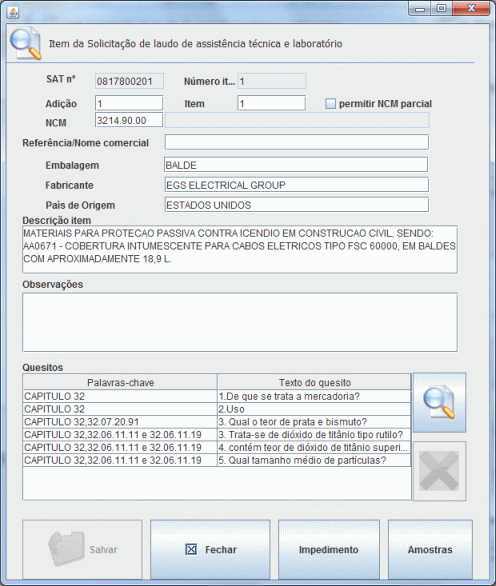 Item da Solicitação de laudo de assistência técnica e laboratório
SAT n° 0817800201 Número it... 1
Adição 1 Item 1 permitir NCM parcial
NCM 3214.90.00
Referência/Nome comercial
Embalagem BALDE
Fabricante EGS ELECTRICAL GROUP
País de Origem ESTADOS UNIDOS
Descrição item
MATERIAIS PARA PROTECAO PASSIVA CONTRA ICENDIO EM CONSTRUCAO CIVIL, SENDO:
AA0671 - COBERTURA INTUMESCENTE PARA CABOS ELETRICOS TIPO FSC 60000, EM BALDES
COM APROXIMADAMENTE 18,9 L.
Observações
Quesitos
Palavras-chave Texto do quesito
CAPITULO 32 1.De que se trata a mercadoria?
CAPITULO 32 2.Uso
CAPITULO 32,32.07.20.91 3. Qual o teor de prata e bismuto?
CAPITULO 32,32.06.11.11 e 32.06.11.19 3. Trata-se de dióxido de titânio tipo rutilo?
CAPITULO 32,32.06.11.11 e 32.06.11.19 4. contém teor de dióxido de titânio superi...
CAPITULO 32,32.06.11.11 e 32.06.11.19 5. Qual tamanho médio de partículas?
Salvar Fechar Impedimento Amostras